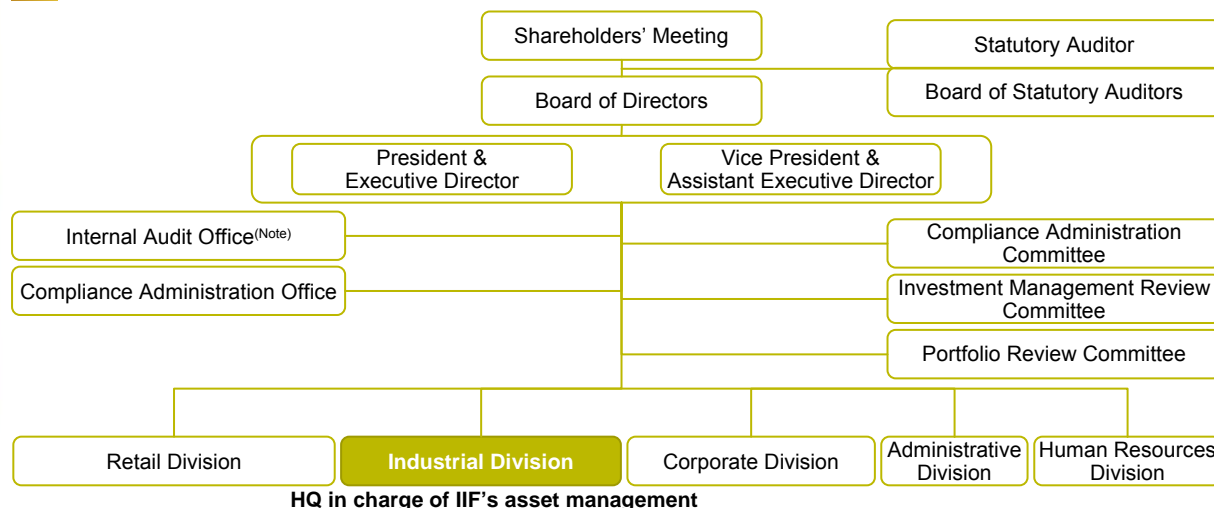 Shareholders' Meeting
Statutory Auditor
Board of Directors
Board of Statutory Auditors
President &
Executive Director
Vice President &
Assistant Executive Director
Internal Audit Office(Note)
Compliance Administration
Committee
Compliance Administration Office
Investment Management Review
Committee
Portfolio Review Committee
Retail Division
Industrial Division
Corporate Division
Administrative
Division
Human Resources
Division
HQ in charge of IIF's asset management